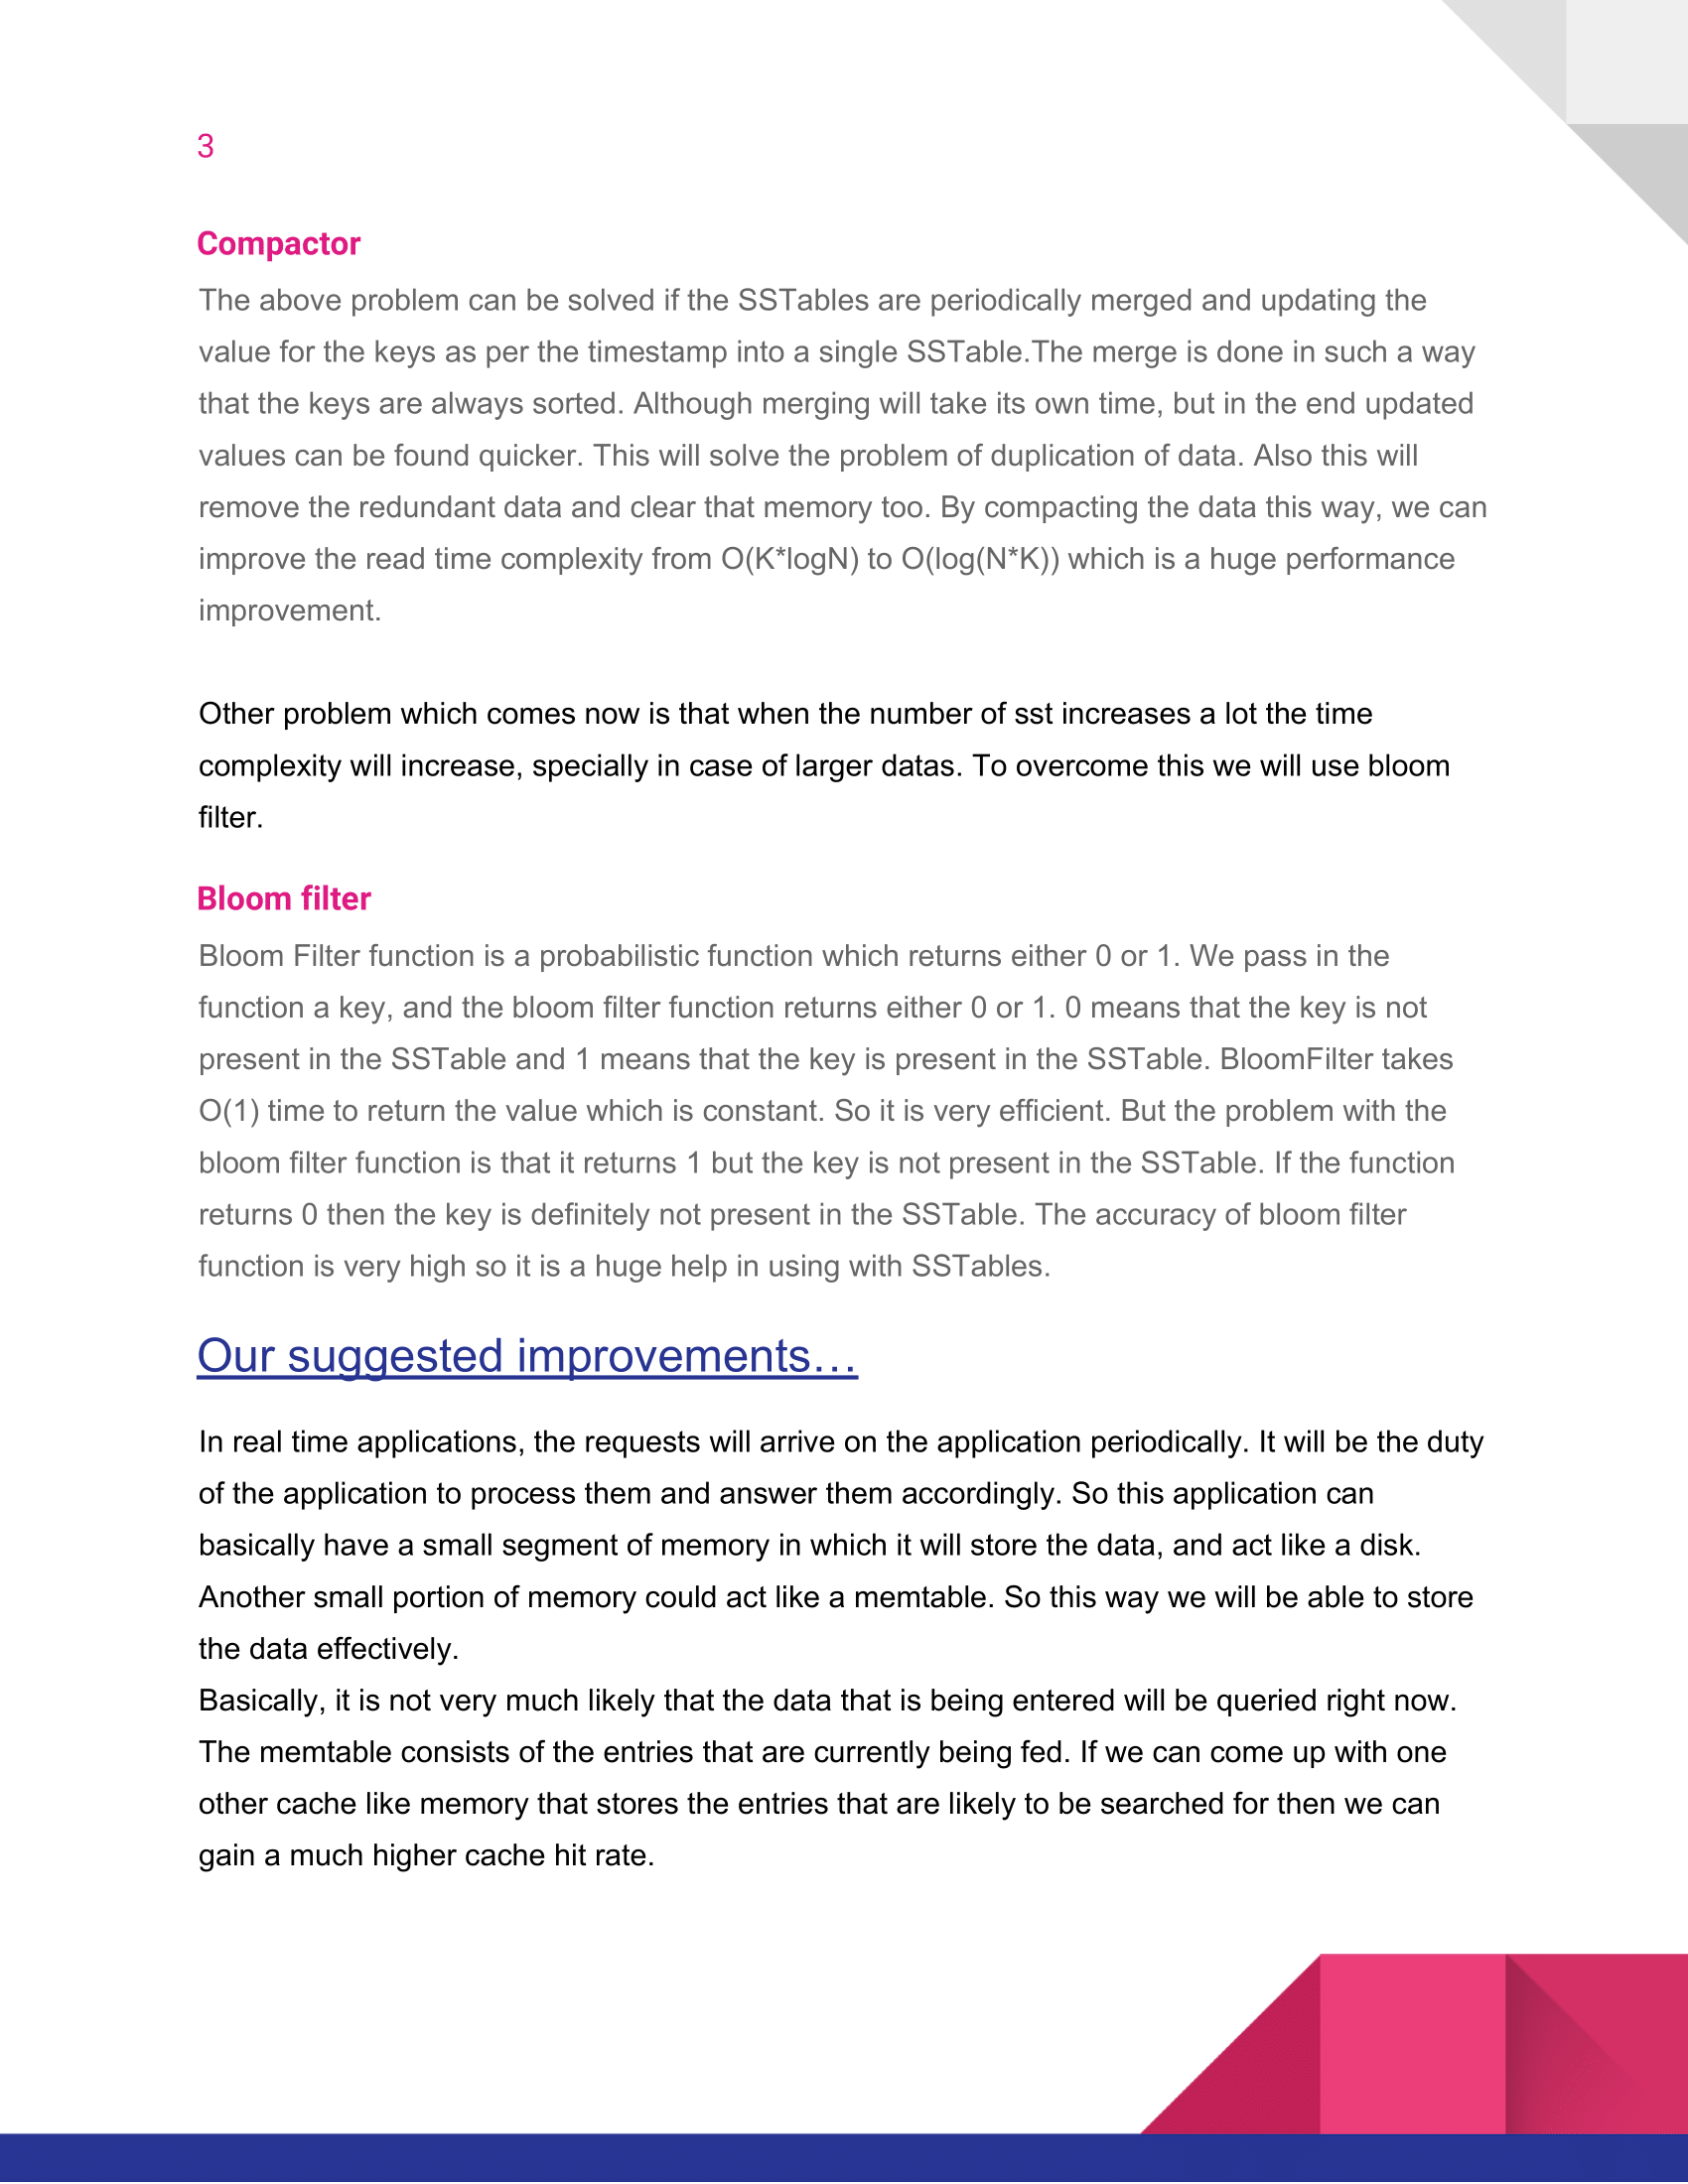 3
Compactor
The above problem can be solved if the SSTables are periodically merged and updating the
value for the keys as per the timestamp into a single SSTable.The merge is done in such a way
that the keys are always sorted. Although merging will take its own time, but in the end updated
values can be found quicker. This will solve the problem of duplication of data. Also this will
remove the redundant data and clear that memory too. By compacting the data this way, we can
improve the read time complexity from O(K*logN) to O(log(N*K)) which is a huge performance
improvement.
Other problem which comes now is that when the number of sst increases a lot the time
complexity will increase, specially in case of larger datas. To overcome this we will use bloom
filter.
Bloom filter
Bloom Filter function is a probabilistic function which returns either 0 or 1. We pass in the
function a key, and the bloom filter function returns either 0 or 1. 0 means that the key is not
present in the SSTable and 1 means that the key is present in the SSTable. BloomFilter takes
O(1) time to return the value which is constant. So it is very efficient. But the problem with the
bloom filter function is that it returns 1 but the key is not present in the SSTable. If the function
returns 0 then the key is definitely not present in the SSTable. The accuracy of bloom filter
function is very high so it is a huge help in using with SSTables.
Our suggested improvements…
In real time applications, the requests will arrive on the application periodically. It will be the duty
of the application to process them and answer them accordingly. So this application can
basically have a small segment of memory in which it will store the data, and act like a disk.
Another small portion of memory could act like a memtable. So this way we will be able to store
the data effectively.
Basically, it is not very much likely that the data that is being entered will be queried right now.
The memtable consists of the entries that are currently being fed. If we can come up with one
other cache like memory that stores the entries that are likely to be searched for then we can
gain a much higher cache hit rate.